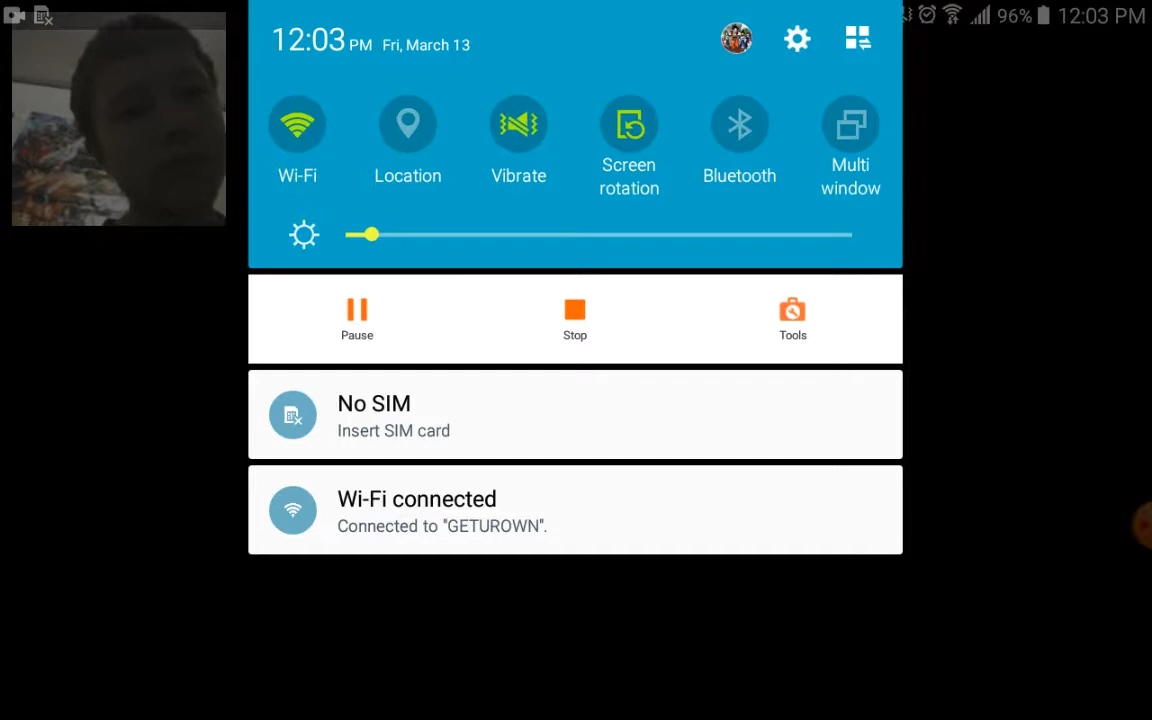 96% 12:03 PM
12:03 PM Fri, March 13
Wi-Fi Location Vibrate Screen rotation Bluetooth Multi window
Pause Stop Tools
No SIM
Insert SIM card
Wi-Fi connected
Connected to "GETUROWN".